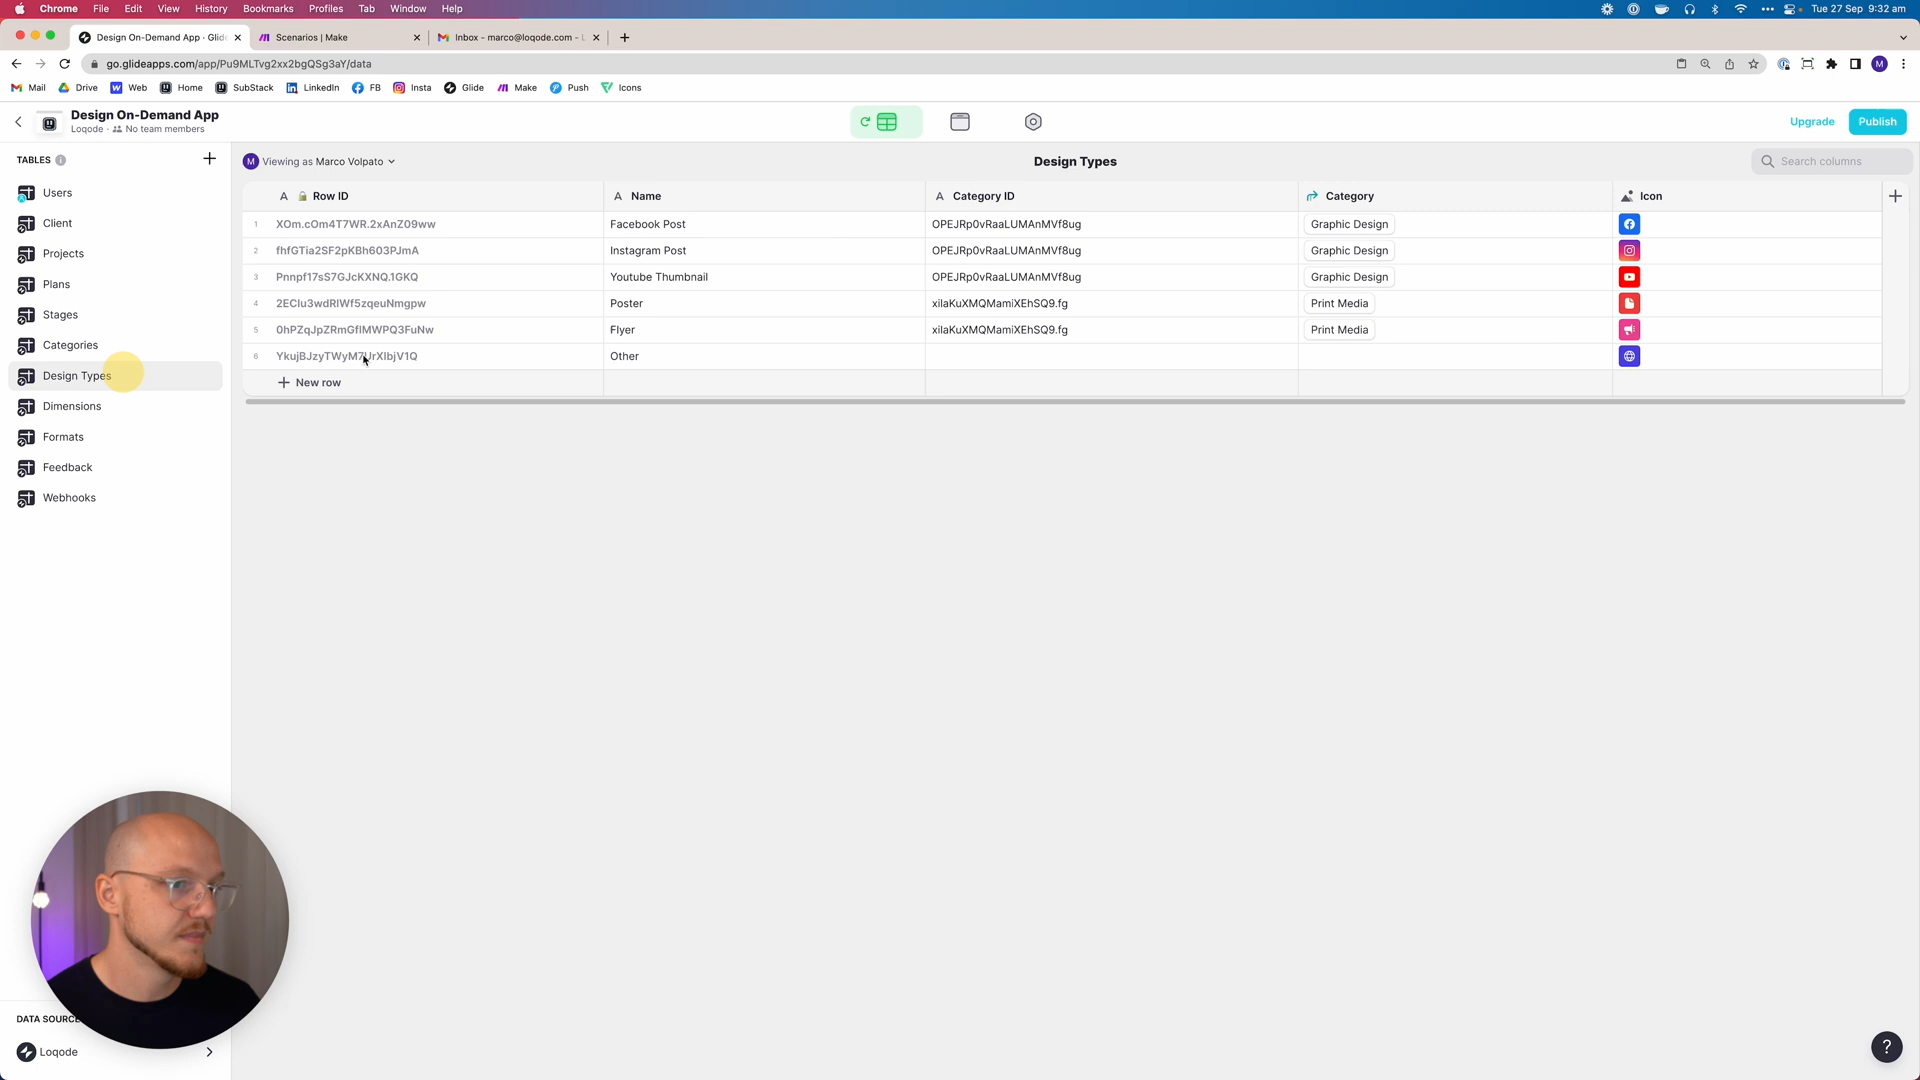 Chrome File Edit View History Bookmarks Profiles Tab Window Help Tue 27 Sep 9:32 am
Design On-Demand App · Glid Scenarios | Make Inbox - marco@loqode.com -
go.glideapps.com/app/Pu9MLTvg2xx2bgQSg3aY/data
Mail Drive Web Home SubStack LinkedIn FB Insta Glide Make Push Icons
Design On-Demand App
Loqode · No team members
Upgrade Publish
TABLES
Viewing as Marco Volpato
Design Types
Search columns
Users
Client
Projects
Plans
Stages
Categories
Design Types
Dimensions
Formats
Feedback
Webhooks
A Row ID A Name A Category ID Category Icon
1 XOm.cOm4T7WR.2xAnZ09ww Facebook Post OPEJRp0vRaaLUMAnMVf8ug Graphic Design
2 fhfGTia2SF2pKBh603PJmA Instagram Post OPEJRp0vRaaLUMAnMVf8ug Graphic Design
3 Pnnpf17sS7GJcKXNQ.1GKQ Youtube Thumbnail OPEJRp0vRaaLUMAnMVf8ug Graphic Design
4 2EClu3wdRlWf5zqeuNmgpw Poster xilaKuXMQMamiXEhSQ9.fg Print Media
5 0hPZqJpZRmGflMWPQ3FuNw Flyer xilaKuXMQMamiXEhSQ9.fg Print Media
6 Other
New row
DATA SOURC
Loqode
?